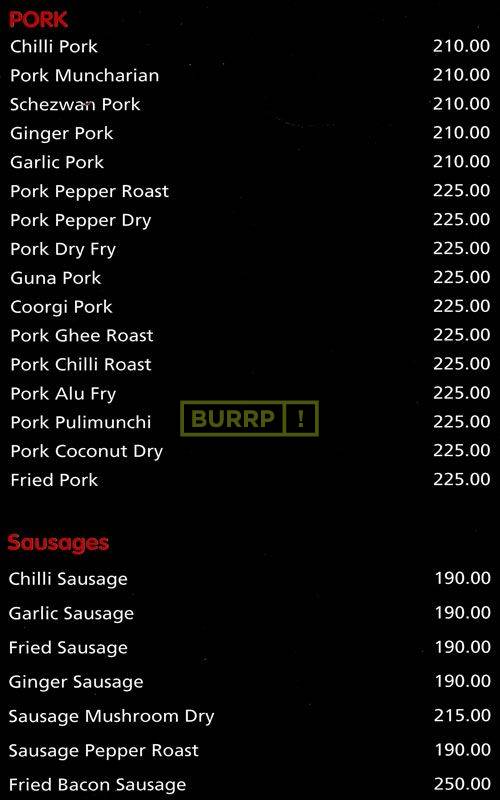 PORK
Chilli Pork 210.00
Pork Muncharian 210.00
Schezwan Pork 210.00
Ginger Pork 210.00
Garlic Pork 210.00
Pork Pepper Roast 225.00
Pork Pepper Dry 225.00
Pork Dry Fry 225.00
Guna Pork 225.00
Coorgi Pork 225.00
Pork Ghee Roast 225.00
Pork Chilli Roast 225.00
Pork Alu Fry 225.00
Pork Pulimunchi 225.00
BURRP !
Pork Coconut Dry 225.00
Fried Pork 225.00
Sausages
Chilli Sausage 190.00
Garlic Sausage 190.00
Fried Sausage 190.00
Ginger Sausage 190.00
Sausage Mushroom Dry 215.00
Sausage Pepper Roast 190.00
Fried Bacon Sausage 250.00